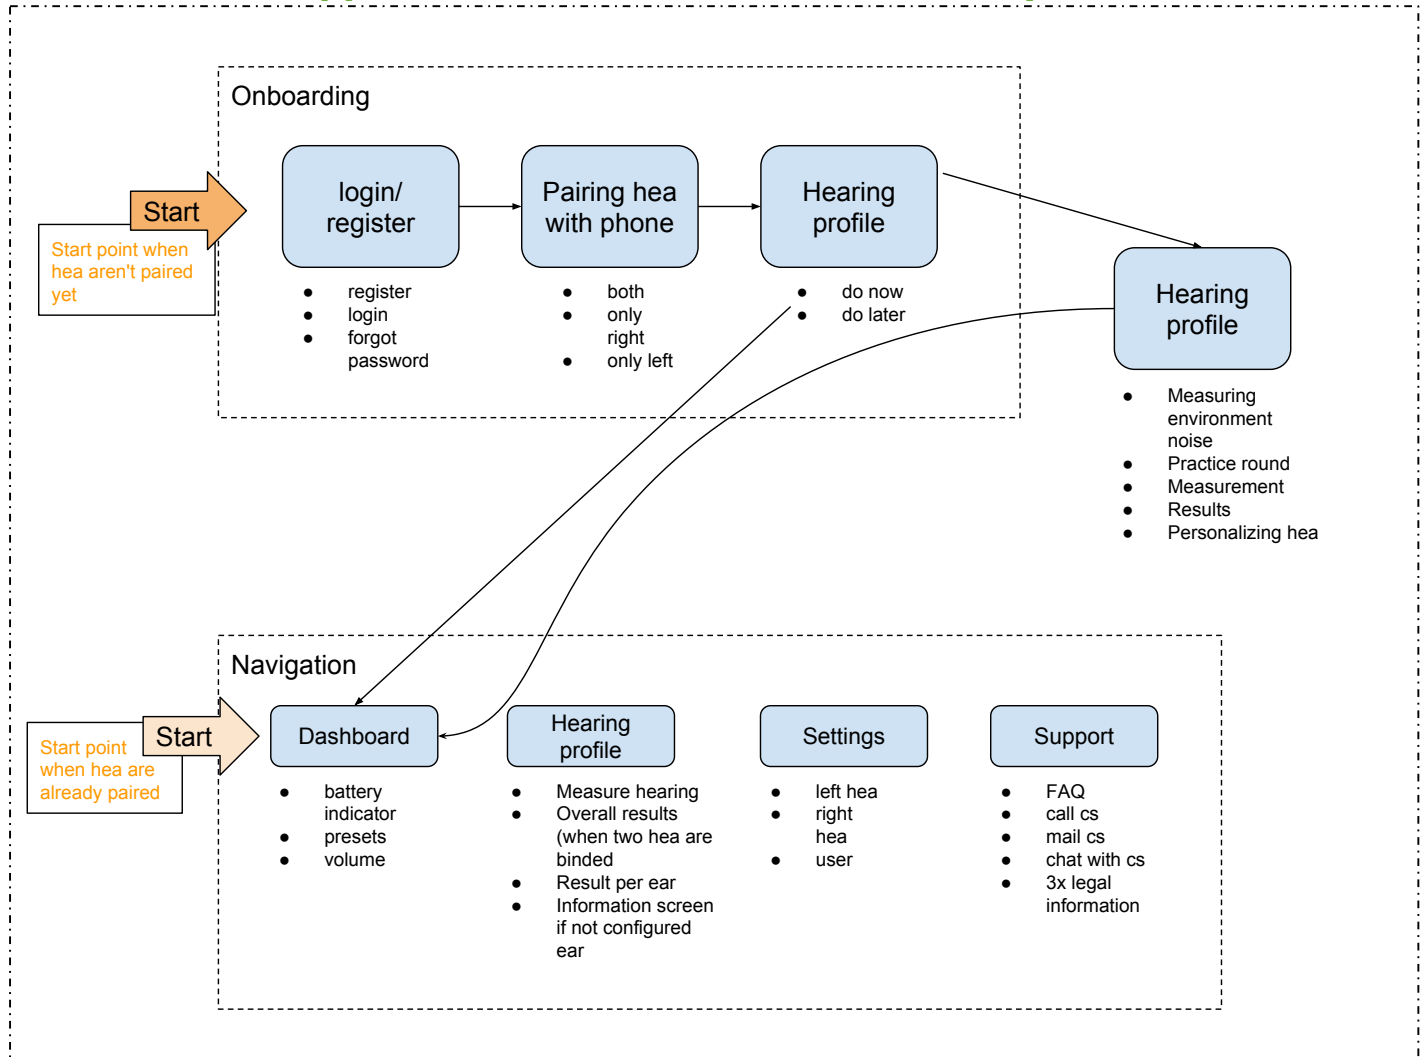 Onboarding
Start
Start point when
hea aren't paired
yet
login/
register
● register
● login
● forgot
password
Pairing hea
with phone
● both
● only
right
● only left
Hearing
profile
● do now
● do later
Hearing
profile
● Measuring
environment
noise
● Practice round
● Measurement
● Results
● Personalizing hea
Navigation
Start
Start point
when hea are
already paired
Dashboard
● battery
indicator
● presets
● volume
Hearing
profile
● Measure hearing
● Overall results
(when two hea are
binded
● Result per ear
● Information screen
if not configured
ear
Settings
● left hea
● right
hea
● user
Support
● FAQ
● call cs
● mail cs
● chat with cs
● 3x legal
information